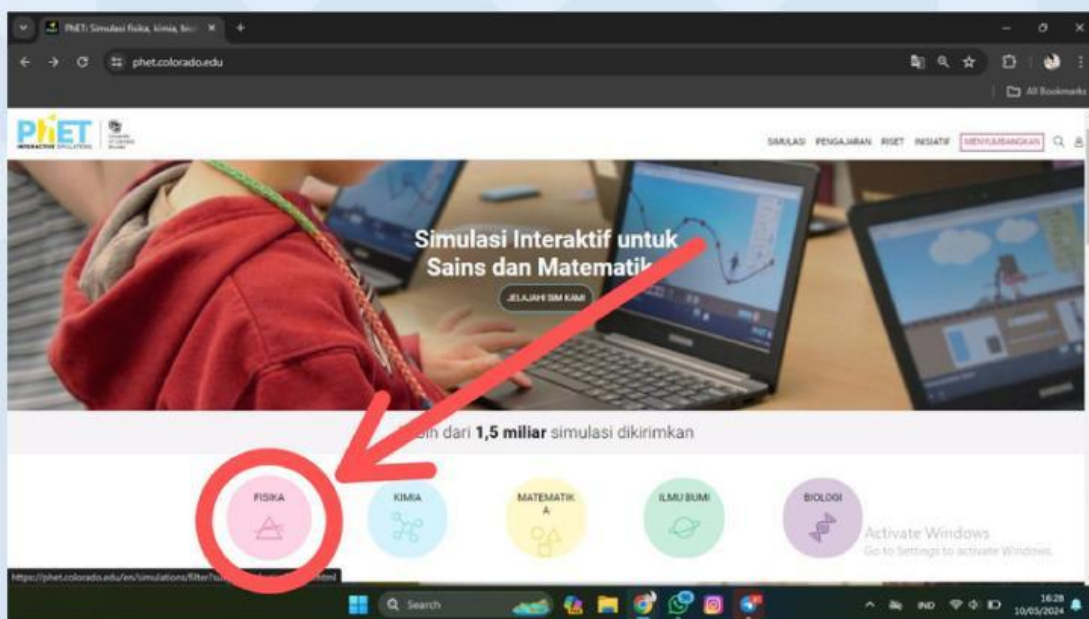 PhET: Simulasi fisika, kimia, bio
phet.colorado.edu
All Bookmarks
PhET
INTERACTIVE SIMULATIONS
SIMULASI PENGAJARAN RISET INISIATIF MENYUMBANGKAN
Simulasi Interaktif untuk
Sains dan Matematik
JELAJAHI SIM KAMI
dari 1,5 miliar simulasi dikirimkan
FISIKA
KIMIA
MATEMATIK
A
ILMU BUMI
BIOLOGI
Activate Windows
Go to Settings to activate Windows.
Search
IND
16:28
10/05/2024